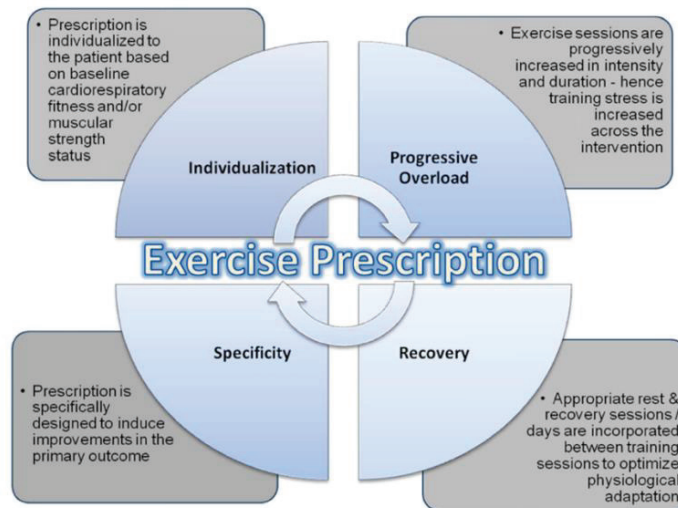 • Prescription is
individualized to
the patient based
on baseline
cardiorespiratory
fitness and/or
muscular
strength
status
• Exercise sessions are
progressively
increased in intensity
and duration - hence
training stress is
increased
across the
intervention
Individualization
Progressive
Overload
Exercise Prescription
Specificity
Recovery
• Prescription is
specifically
designed to induce
improvements in the
primary outcome
• Appropriate rest &
recovery sessions /
days are incorporated
between training
sessions to optimize
physiological
adaptation